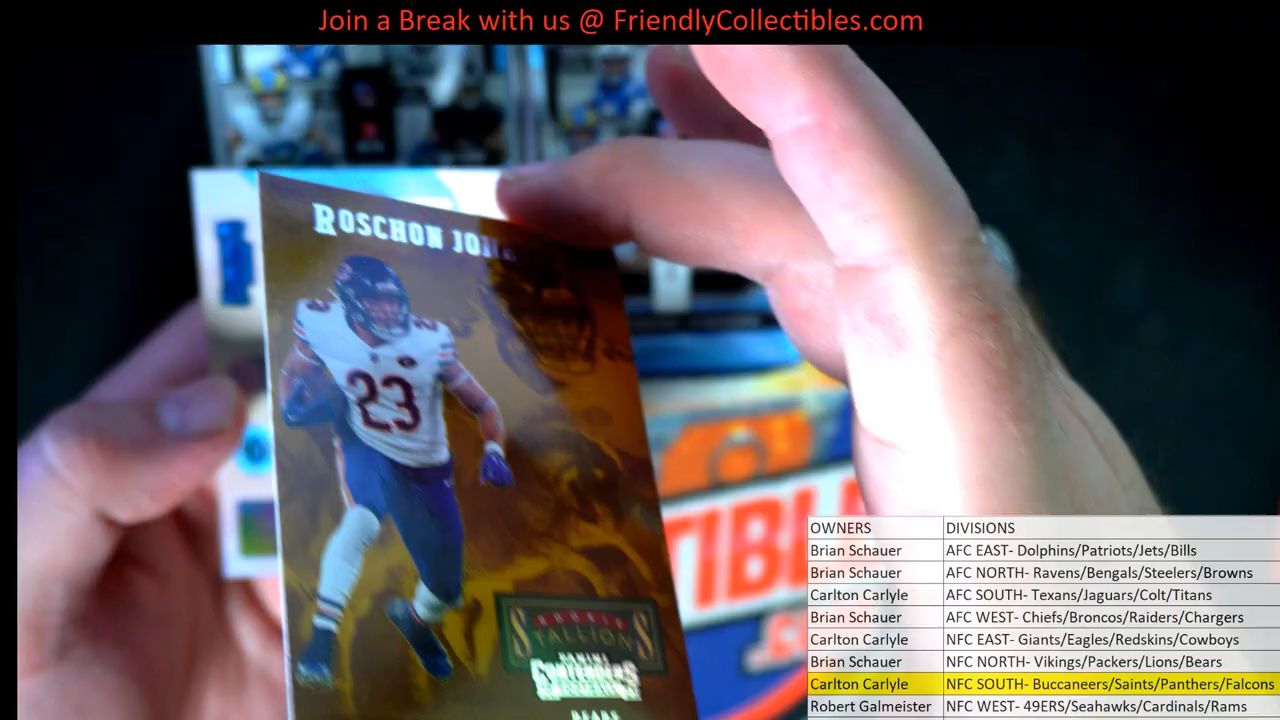 Join a Break with us @ FriendlyCollectibles.com
ROSCHON
23
23
ROOKIE
STALLIONS
PANINI
CONTENDERS
BEARS
TIBL
OWNERS DIVISIONS
Brian Schauer AFC EAST- Dolphins/Patriots/Jets/Bills
Brian Schauer AFC NORTH- Ravens/Bengals/Steelers/Browns
Carlton Carlyle AFC SOUTH- Texans/Jaguars/Colt/Titans
Brian Schauer AFC WEST- Chiefs/Broncos/Raiders/Chargers
Carlton Carlyle NFC EAST- Giants/Eagles/Redskins/Cowboys
Brian Schauer NFC NORTH- Vikings/Packers/Lions/Bears
Carlton Carlyle NFC SOUTH- Buccaneers/Saints/Panthers/Falcons
Robert Galmeister NFC WEST- 49ERS/Seahawks/Cardinals/Rams